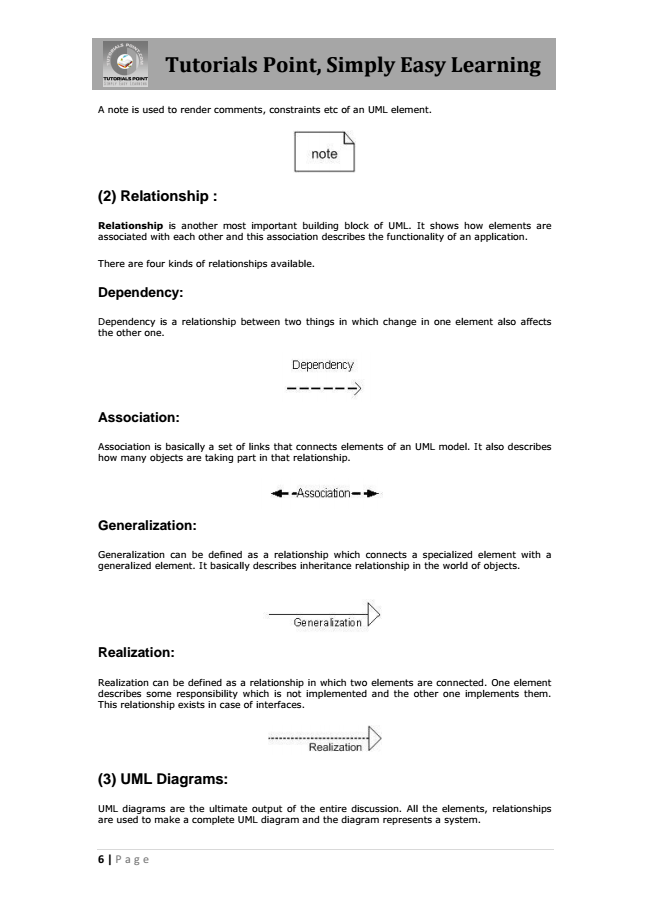 TUTORIALS POINT
SIMPLY EASY LEARNING
Tutorials Point, Simply Easy Learning
A note is used to render comments, constraints etc of an UML element.
note
(2) Relationship :
Relationship is another most important building block of UML. It shows how elements are
associated with each other and this association describes the functionality of an application.
There are four kinds of relationships available.
Dependency:
Dependency is a relationship between two things in which change in one element also affects
the other one.
Dependency
Association:
Association is basically a set of links that connects elements of an UML model. It also describes
how many objects are taking part in that relationship.
Association
Generalization:
Generalization can be defined as a relationship which connects a specialized element with a
generalized element. It basically describes inheritance relationship in the world of objects.
Generalization
Realization:
Realization can be defined as a relationship in which two elements are connected. One element
describes some responsibility which is not implemented and the other one implements them.
This relationship exists in case of interfaces.
Realization
(3) UML Diagrams:
UML diagrams are the ultimate output of the entire discussion. All the elements, relationships
are used to make a complete UML diagram and the diagram represents a system.
6 | Page